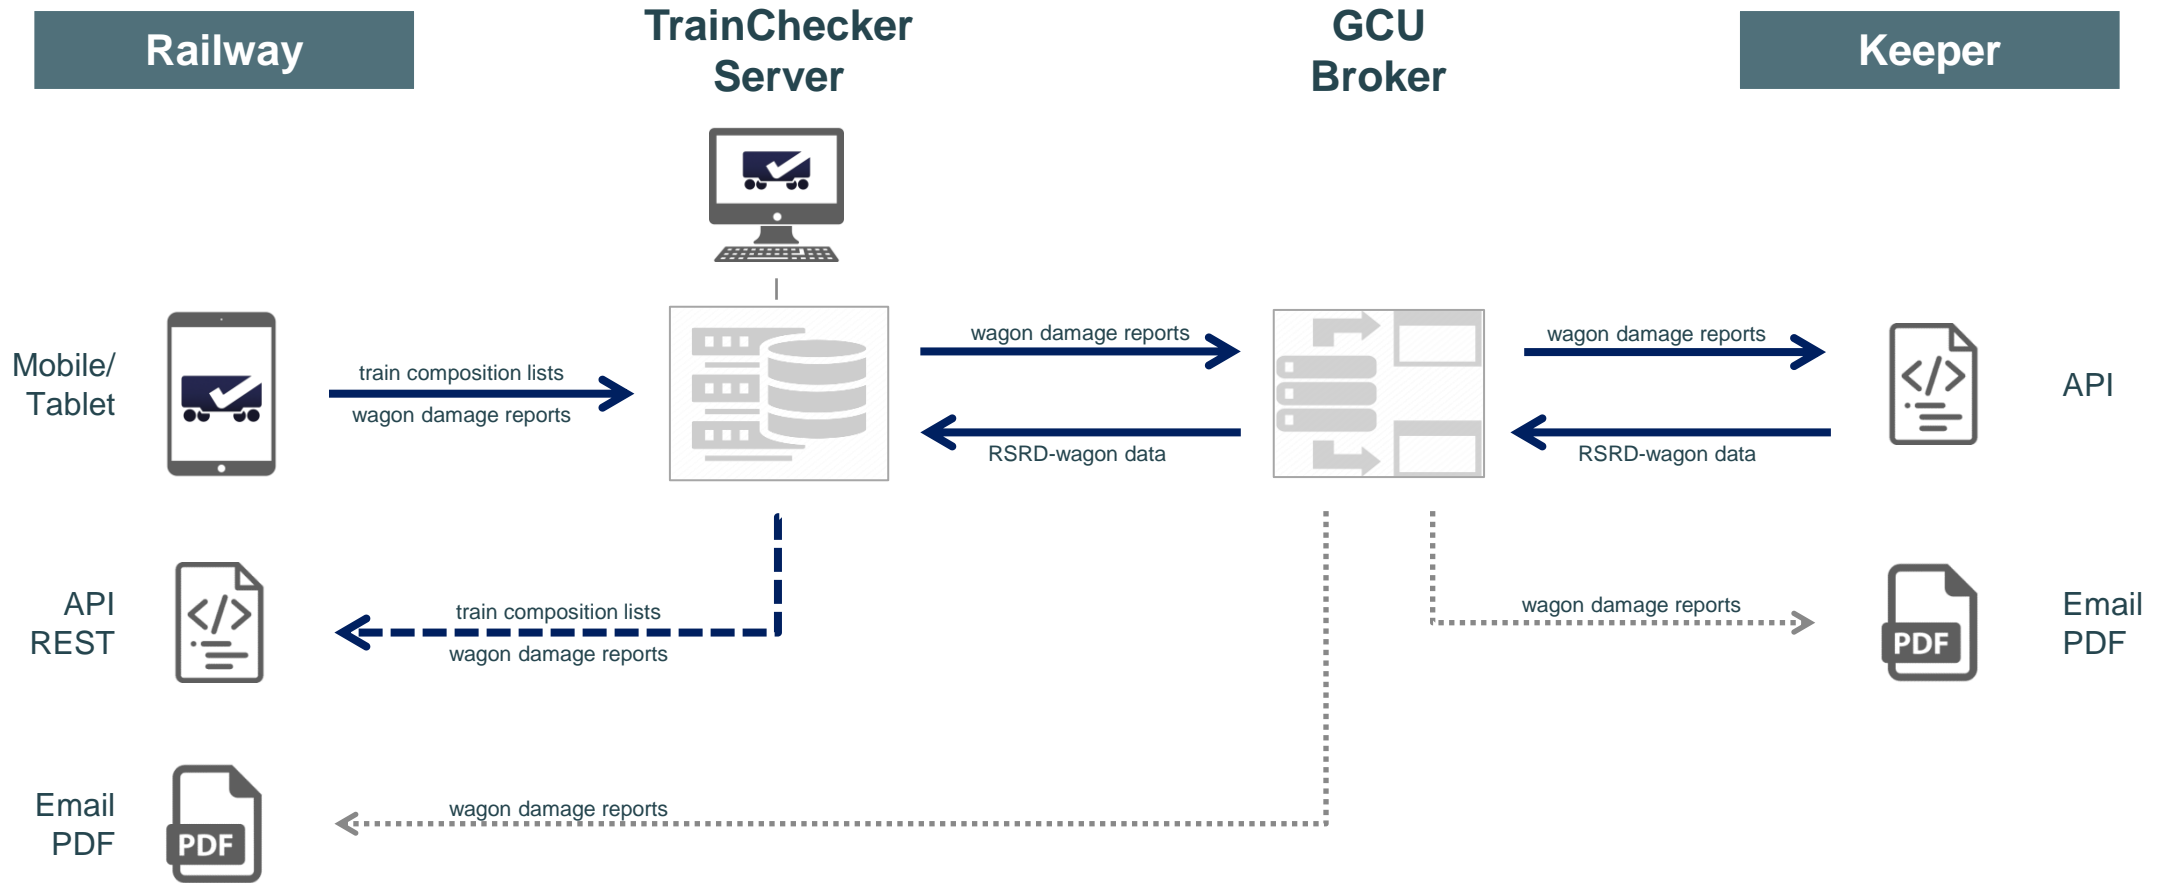 Railway
TrainChecker
Server
GCU
Broker
Keeper
Mobile/
Tablet
train composition lists
wagon damage reports
wagon damage reports
RSRD-wagon data
wagon damage reports
RSRD-wagon data
API
API
REST
train composition lists
wagon damage reports
wagon damage reports
PDF
Email
PDF
Email
PDF
PDF
wagon damage reports